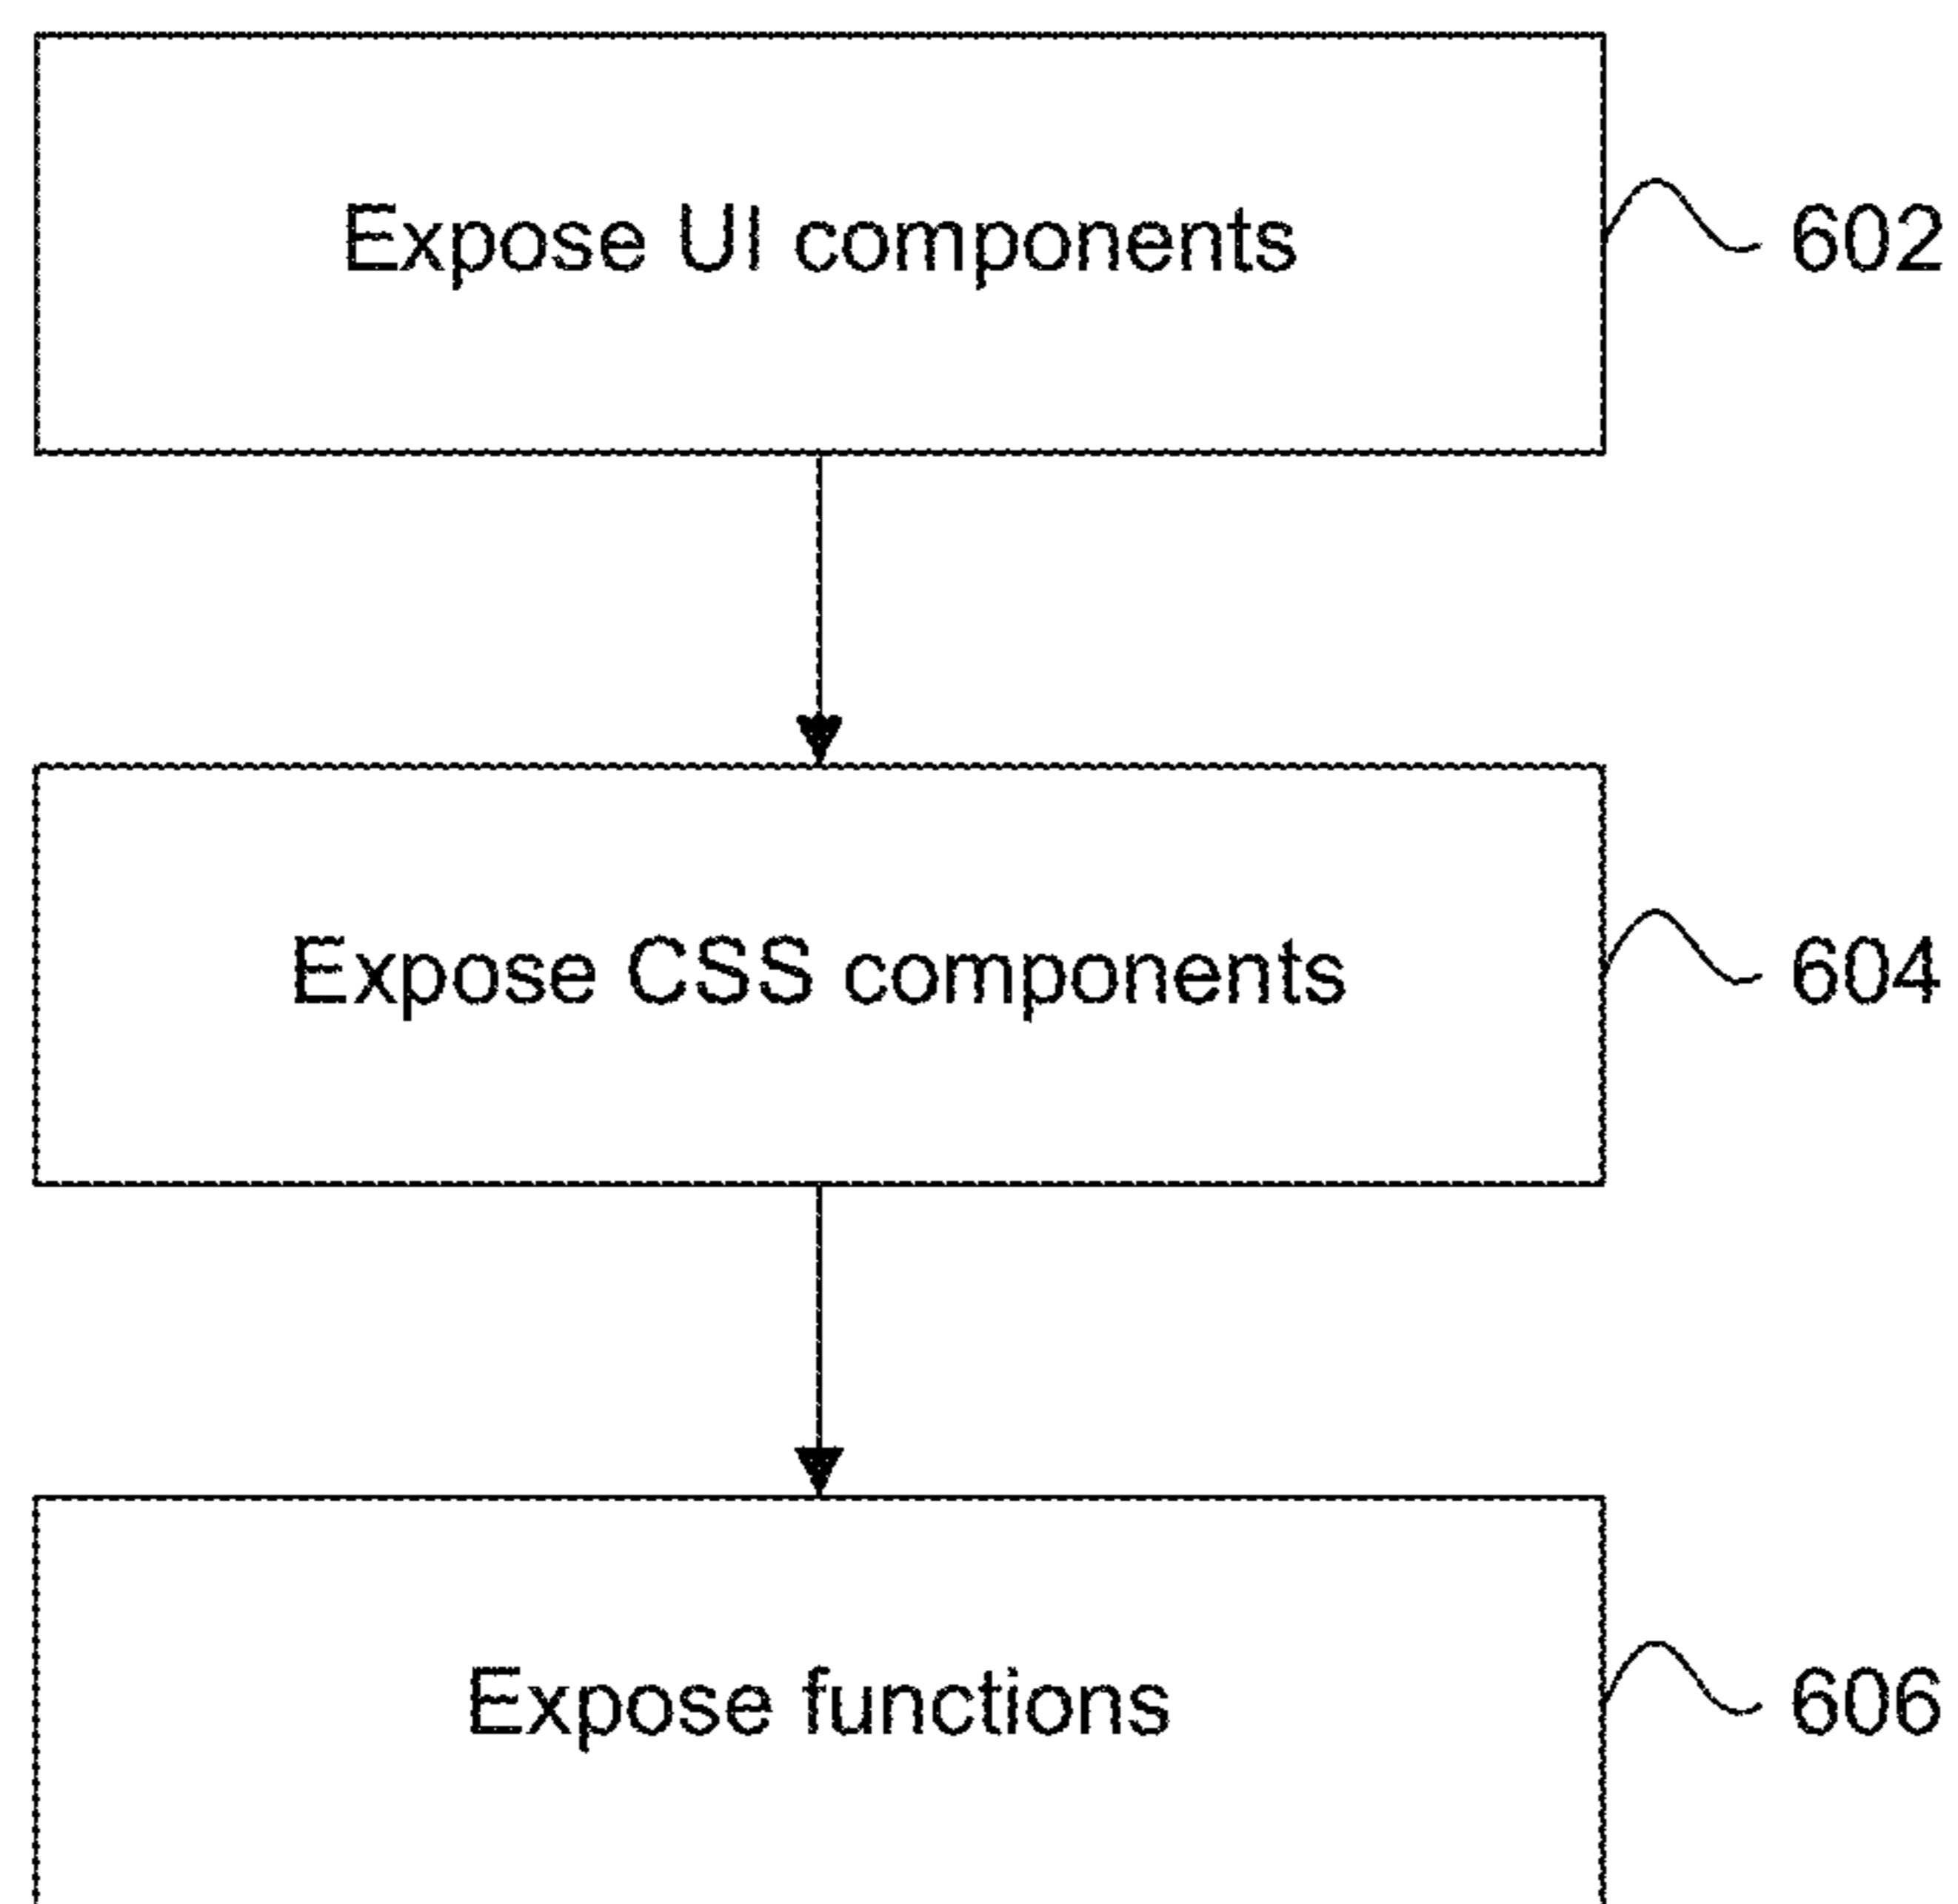 Expose UI components
602
Expose CSS components
604
Expose functions
606